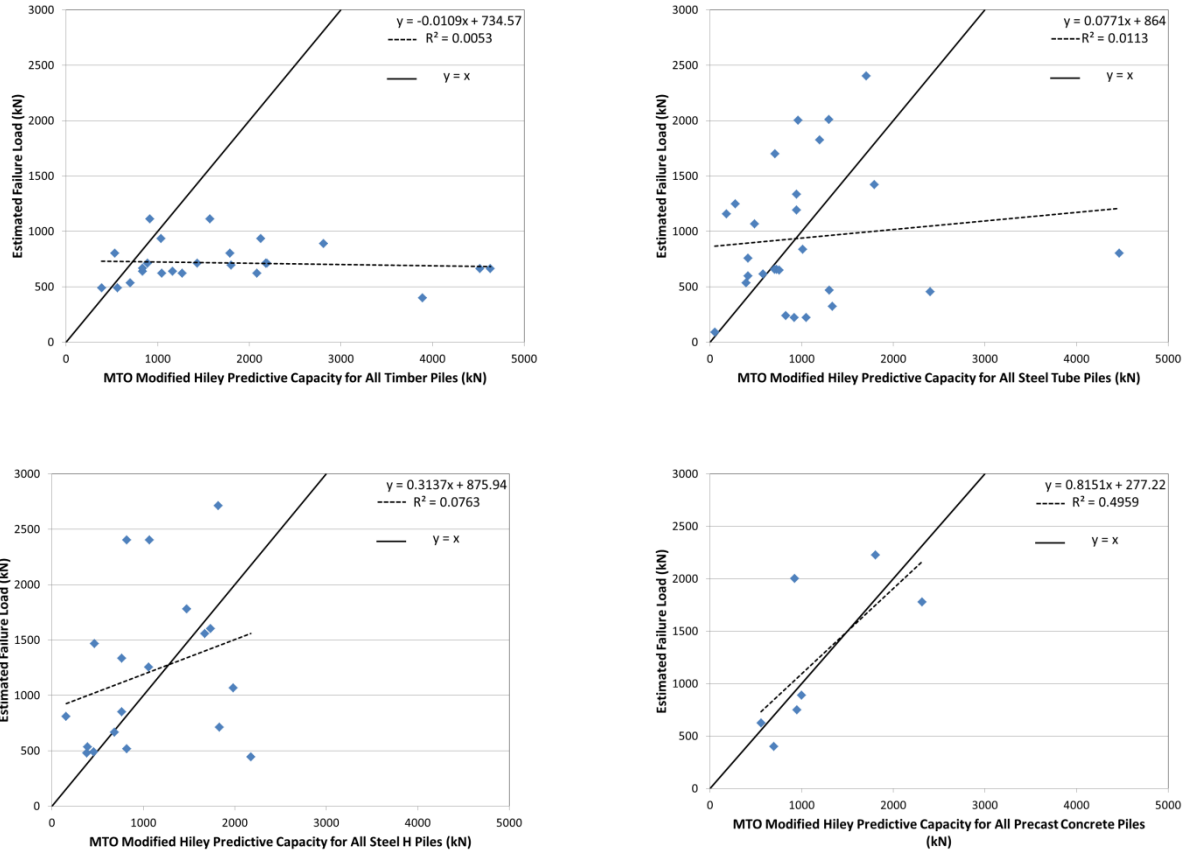 y = -0.0109x + 734.57
R² = 0.0053
y = x
3000
2500
2000
1500
1000
500
0
Estimated Failure Load (kN)
0 1000 2000 3000 4000 5000
MTO Modified Hiley Predictive Capacity for All Timber Piles (kN)
y = 0.0771x + 864
R² = 0.0113
y = x
3000
2500
2000
1500
1000
500
0
Estimated Failure Load (kN)
0 1000 2000 3000 4000 5000
MTO Modified Hiley Predictive Capacity for All Steel Tube Piles (kN)
y = 0.3137x + 875.94
R² = 0.0763
y = x
3000
2500
2000
1500
1000
500
0
Estimated Failure Load (kN)
0 1000 2000 3000 4000 5000
MTO Modified Hiley Predictive Capacity for All Steel H Piles (kN)
y = 0.8151x + 277.22
R² = 0.4959
y = x
3000
2500
2000
1500
1000
500
0
Estimated Failure Load (kN)
0 1000 2000 3000 4000 5000
MTO Modified Hiley Predictive Capacity for All Precast Concrete Piles
(kN)